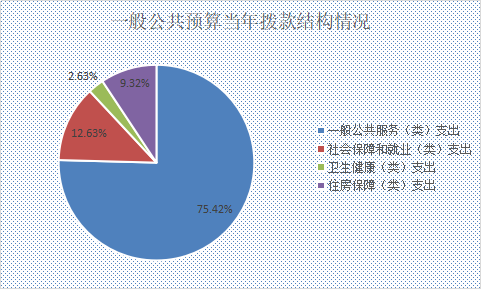 一般公共预算当年拨款结构情况
2.63%
9.32%
12.63%
75.42%
一般公共服务（类）支出
社会保障和就业（类）支出
卫生健康（类）支出
住房保障（类）支出